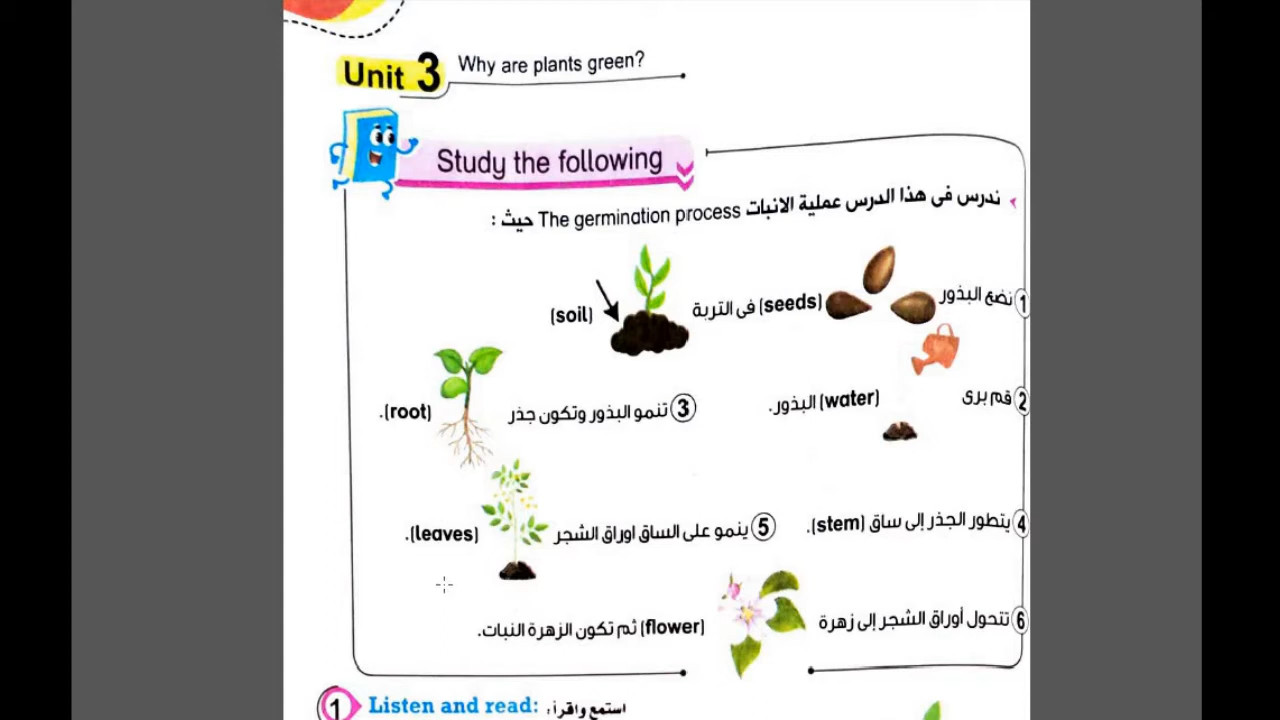 Unit 3 Why are plants green?
Study the following
ندرس فى هذا الدرس عملية الانبات The germination process حيث :
① نضع البذور (seeds) فى التربة (soil)
② قم برى (water) البذور.
③ تنمو البذور وتكون جذر (root).
④ يتطور الجذر إلى ساق (stem).
⑤ ينمو على الساق اوراق الشجر (leaves).
⑥ تتحول أوراق الشجر إلى زهرة (flower) ثم تكون الزهرة النبات.
1 Listen and read: استمع واقرأ: